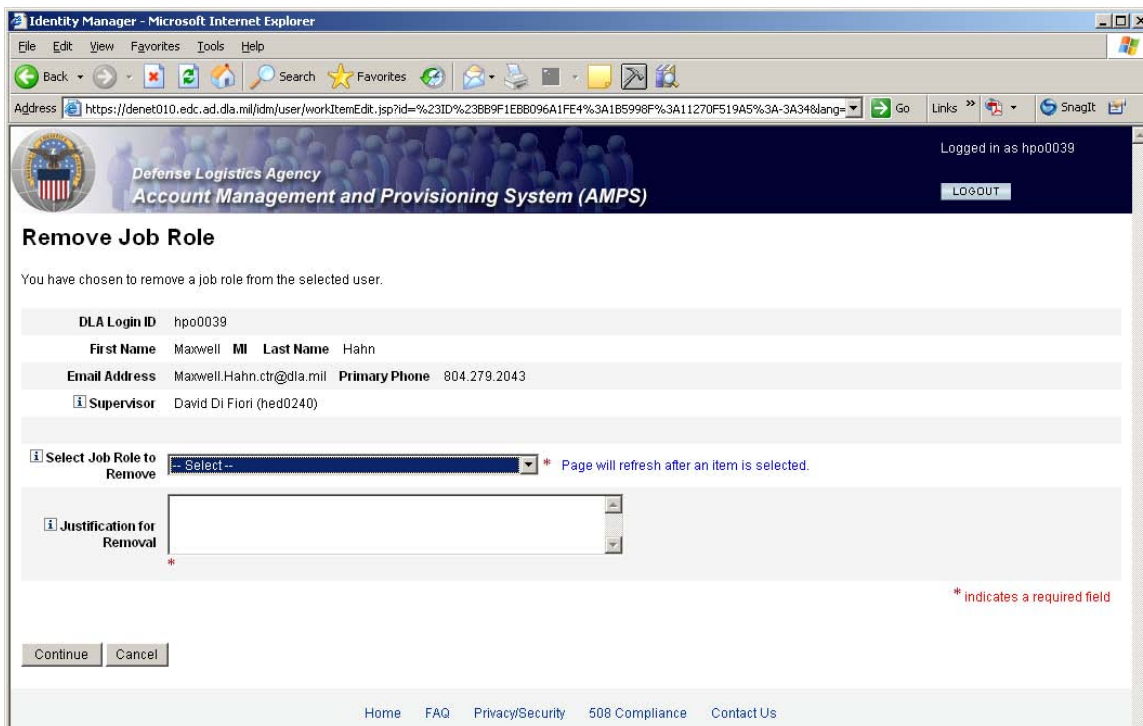 Identity Manager - Microsoft Internet Explorer
File Edit View Favorites Tools Help
Back Search Favorites
Address https://denet010.edc.ad.dla.mil/idm/user/workItemEdit.jsp?id=%23ID%23BB9F1EBB096A1FE4%3A1B5998F%3A11270F519A5%3A-3A34&lang= Go Links » SnagIt
Logged in as hpo0039
Defense Logistics Agency
LOGOUT
Account Management and Provisioning System (AMPS)
Remove Job Role
You have chosen to remove a job role from the selected user.
DLA Login ID hpo0039
First Name Maxwell MI Last Name Hahn
Email Address Maxwell.Hahn.ctr@dla.mil Primary Phone 804.279.2043
i Supervisor David Di Fiori (hed0240)
i Select Job Role to
Remove
-- Select -- * Page will refresh after an item is selected.
i Justification for
Removal
*
* indicates a required field
Continue Cancel
Home FAQ Privacy/Security 508 Compliance Contact Us